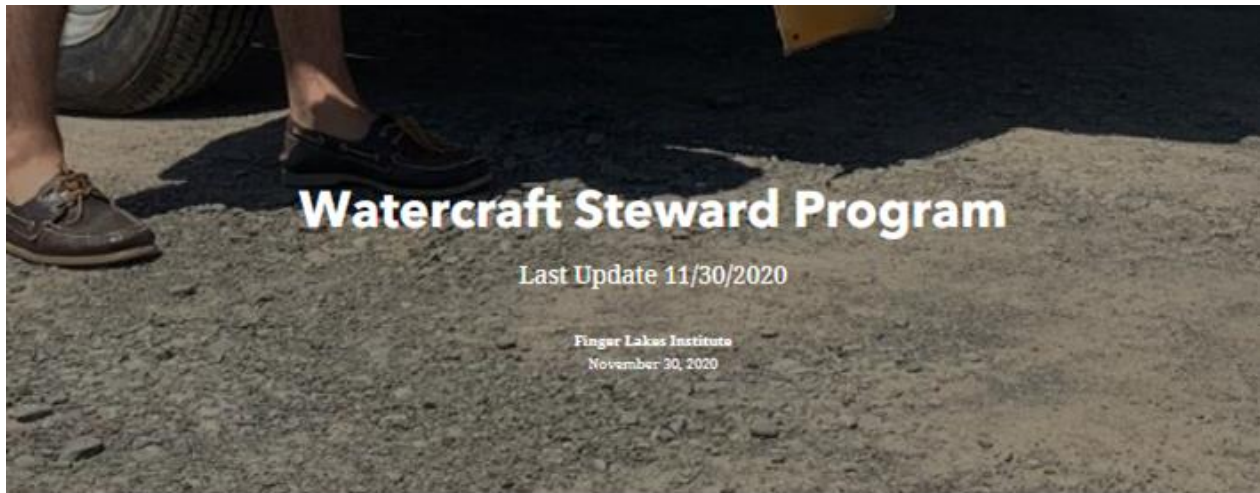 Watercraft Steward Program
Last Update 11/30/2020
Finger Lakes Institute
November 30, 2020